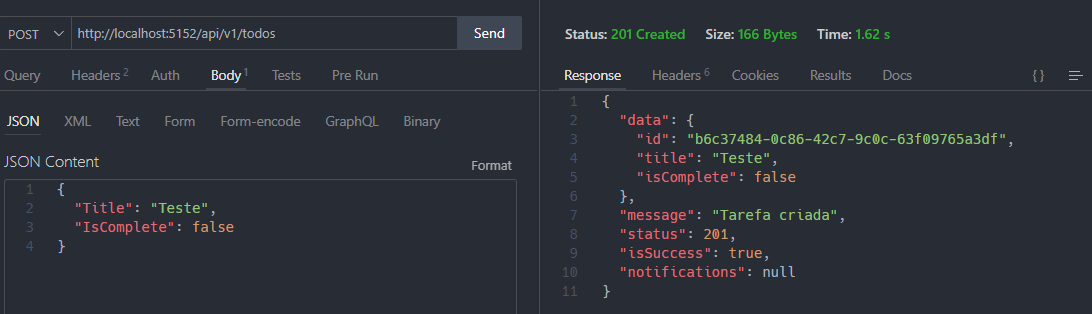 POST http://localhost:5152/api/v1/todos Send
Query Headers 2 Auth Body 1 Tests Pre Run
JSON XML Text Form Form-encode GraphQL Binary
JSON Content Format
1 {
2 "Title": "Teste",
3 "IsComplete": false
4 }
Status: 201 Created Size: 166 Bytes Time: 1.62 s
Response Headers 6 Cookies Results Docs { }
1 {
2 "data": {
3 "id": "b6c37484-0c86-42c7-9c0c-63f09765a3df",
4 "title": "Teste",
5 "isComplete": false
6 },
7 "message": "Tarefa criada",
8 "status": 201,
9 "isSuccess": true,
10 "notifications": null
11 }